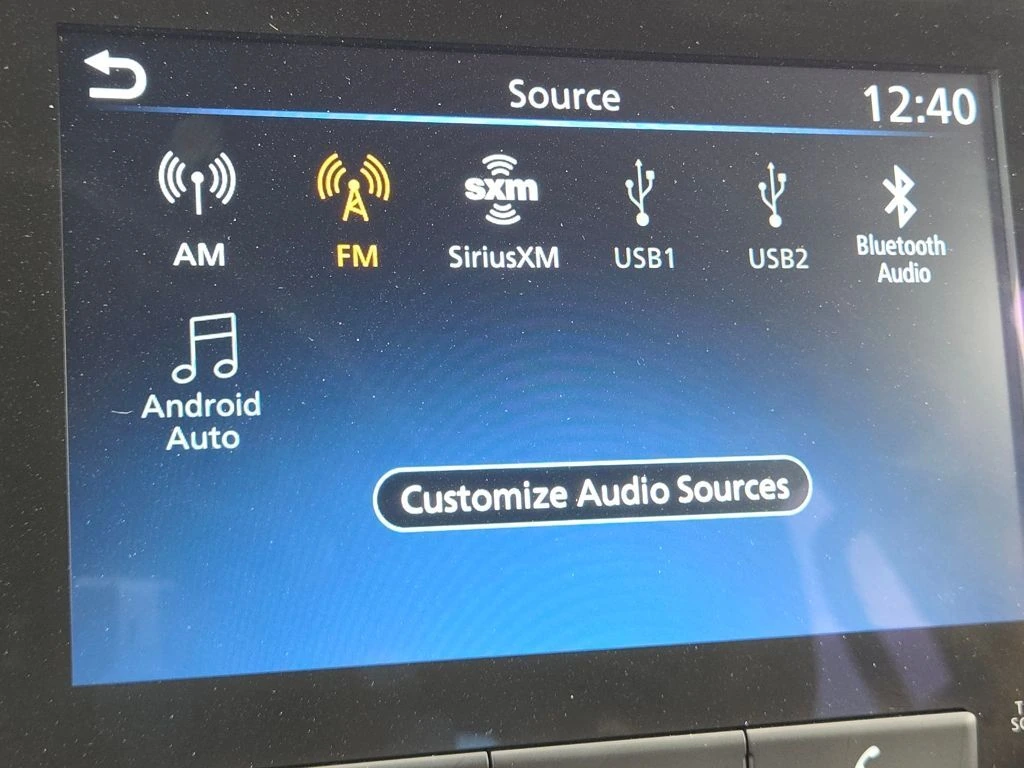 Source
12:40
AM
FM
sxm
SiriusXM
USB1
USB2
Bluetooth
Audio
Android
Auto
Customize Audio Sources